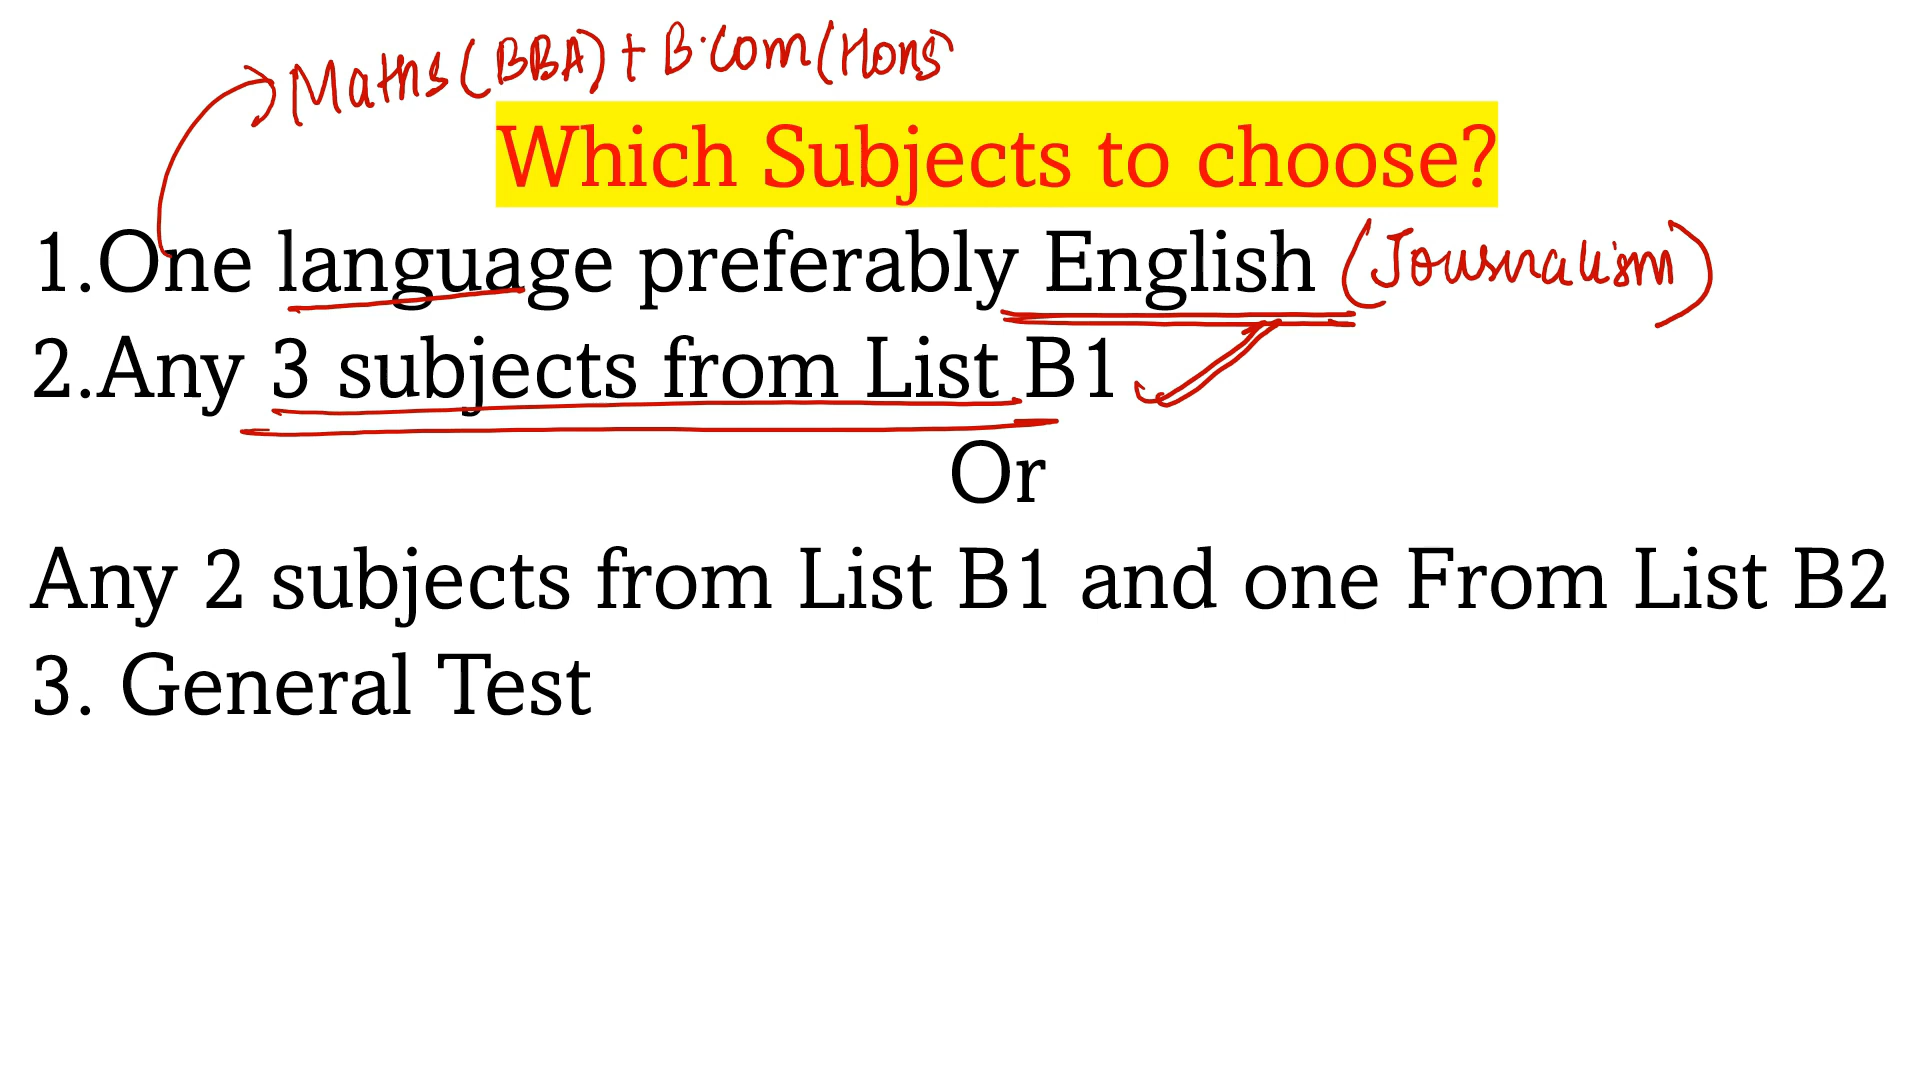 Maths (BBA) + B.Com (Hons)
Which Subjects to choose?
1.One language preferably English (Journalism)
2.Any 3 subjects from List B1
Or
Any 2 subjects from List B1 and one From List B2
3. General Test